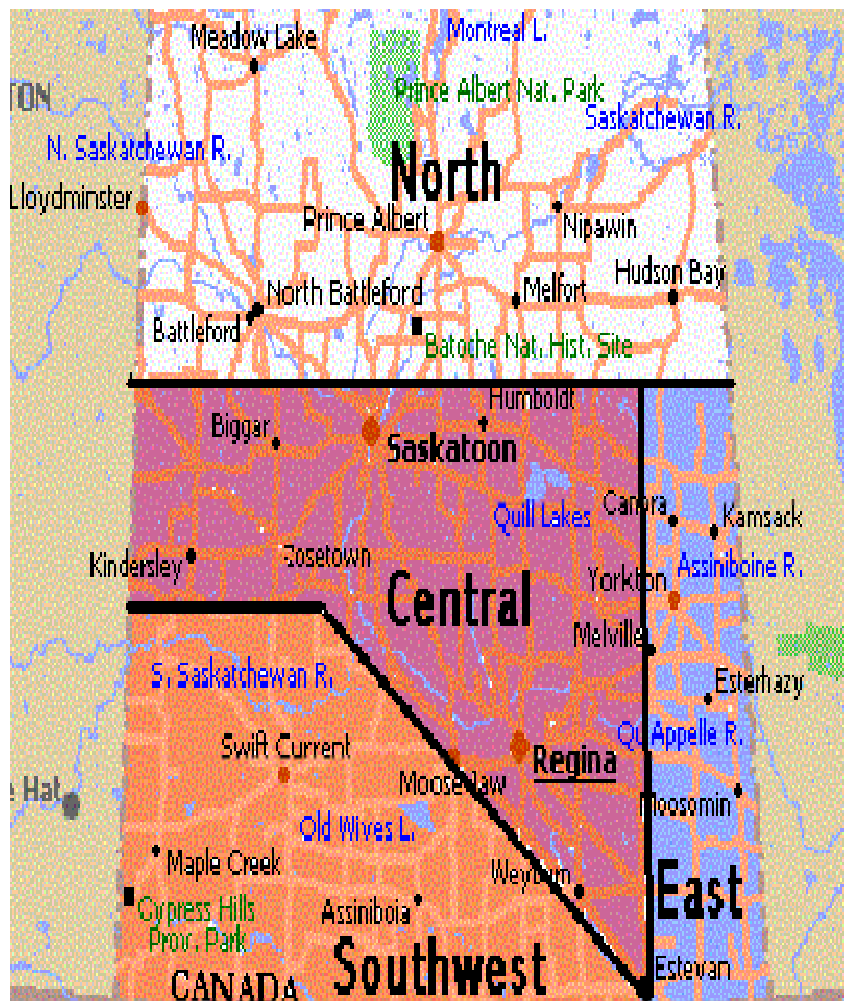 Meadow Lake
Montreal L.
TON
Prince Albert Nat. Park
Saskatchewan R.
N. Saskatchewan R.
North
Lloydminster
Prince Albert
Nipawin
Hudson Bay
North Battleford
Melfort
Battleford
Batoche Nat. Hist. Site
Humboldt
Biggar
Saskatoon
Canora
Quill Lakes
Kamsack
Kindersley
Rosetown
Assiniboine R.
Yorkton
Central
Melville
S. Saskatchewan R.
Esterhazy
Qu'Appelle R.
Swift Current
Regina
Moose Jaw
e Hat
Moosomin
Old Wives L.
Maple Creek
Weyburn
East
Cypress Hills
Prov. Park
Assiniboia
Southwest
Estevan
CANADA